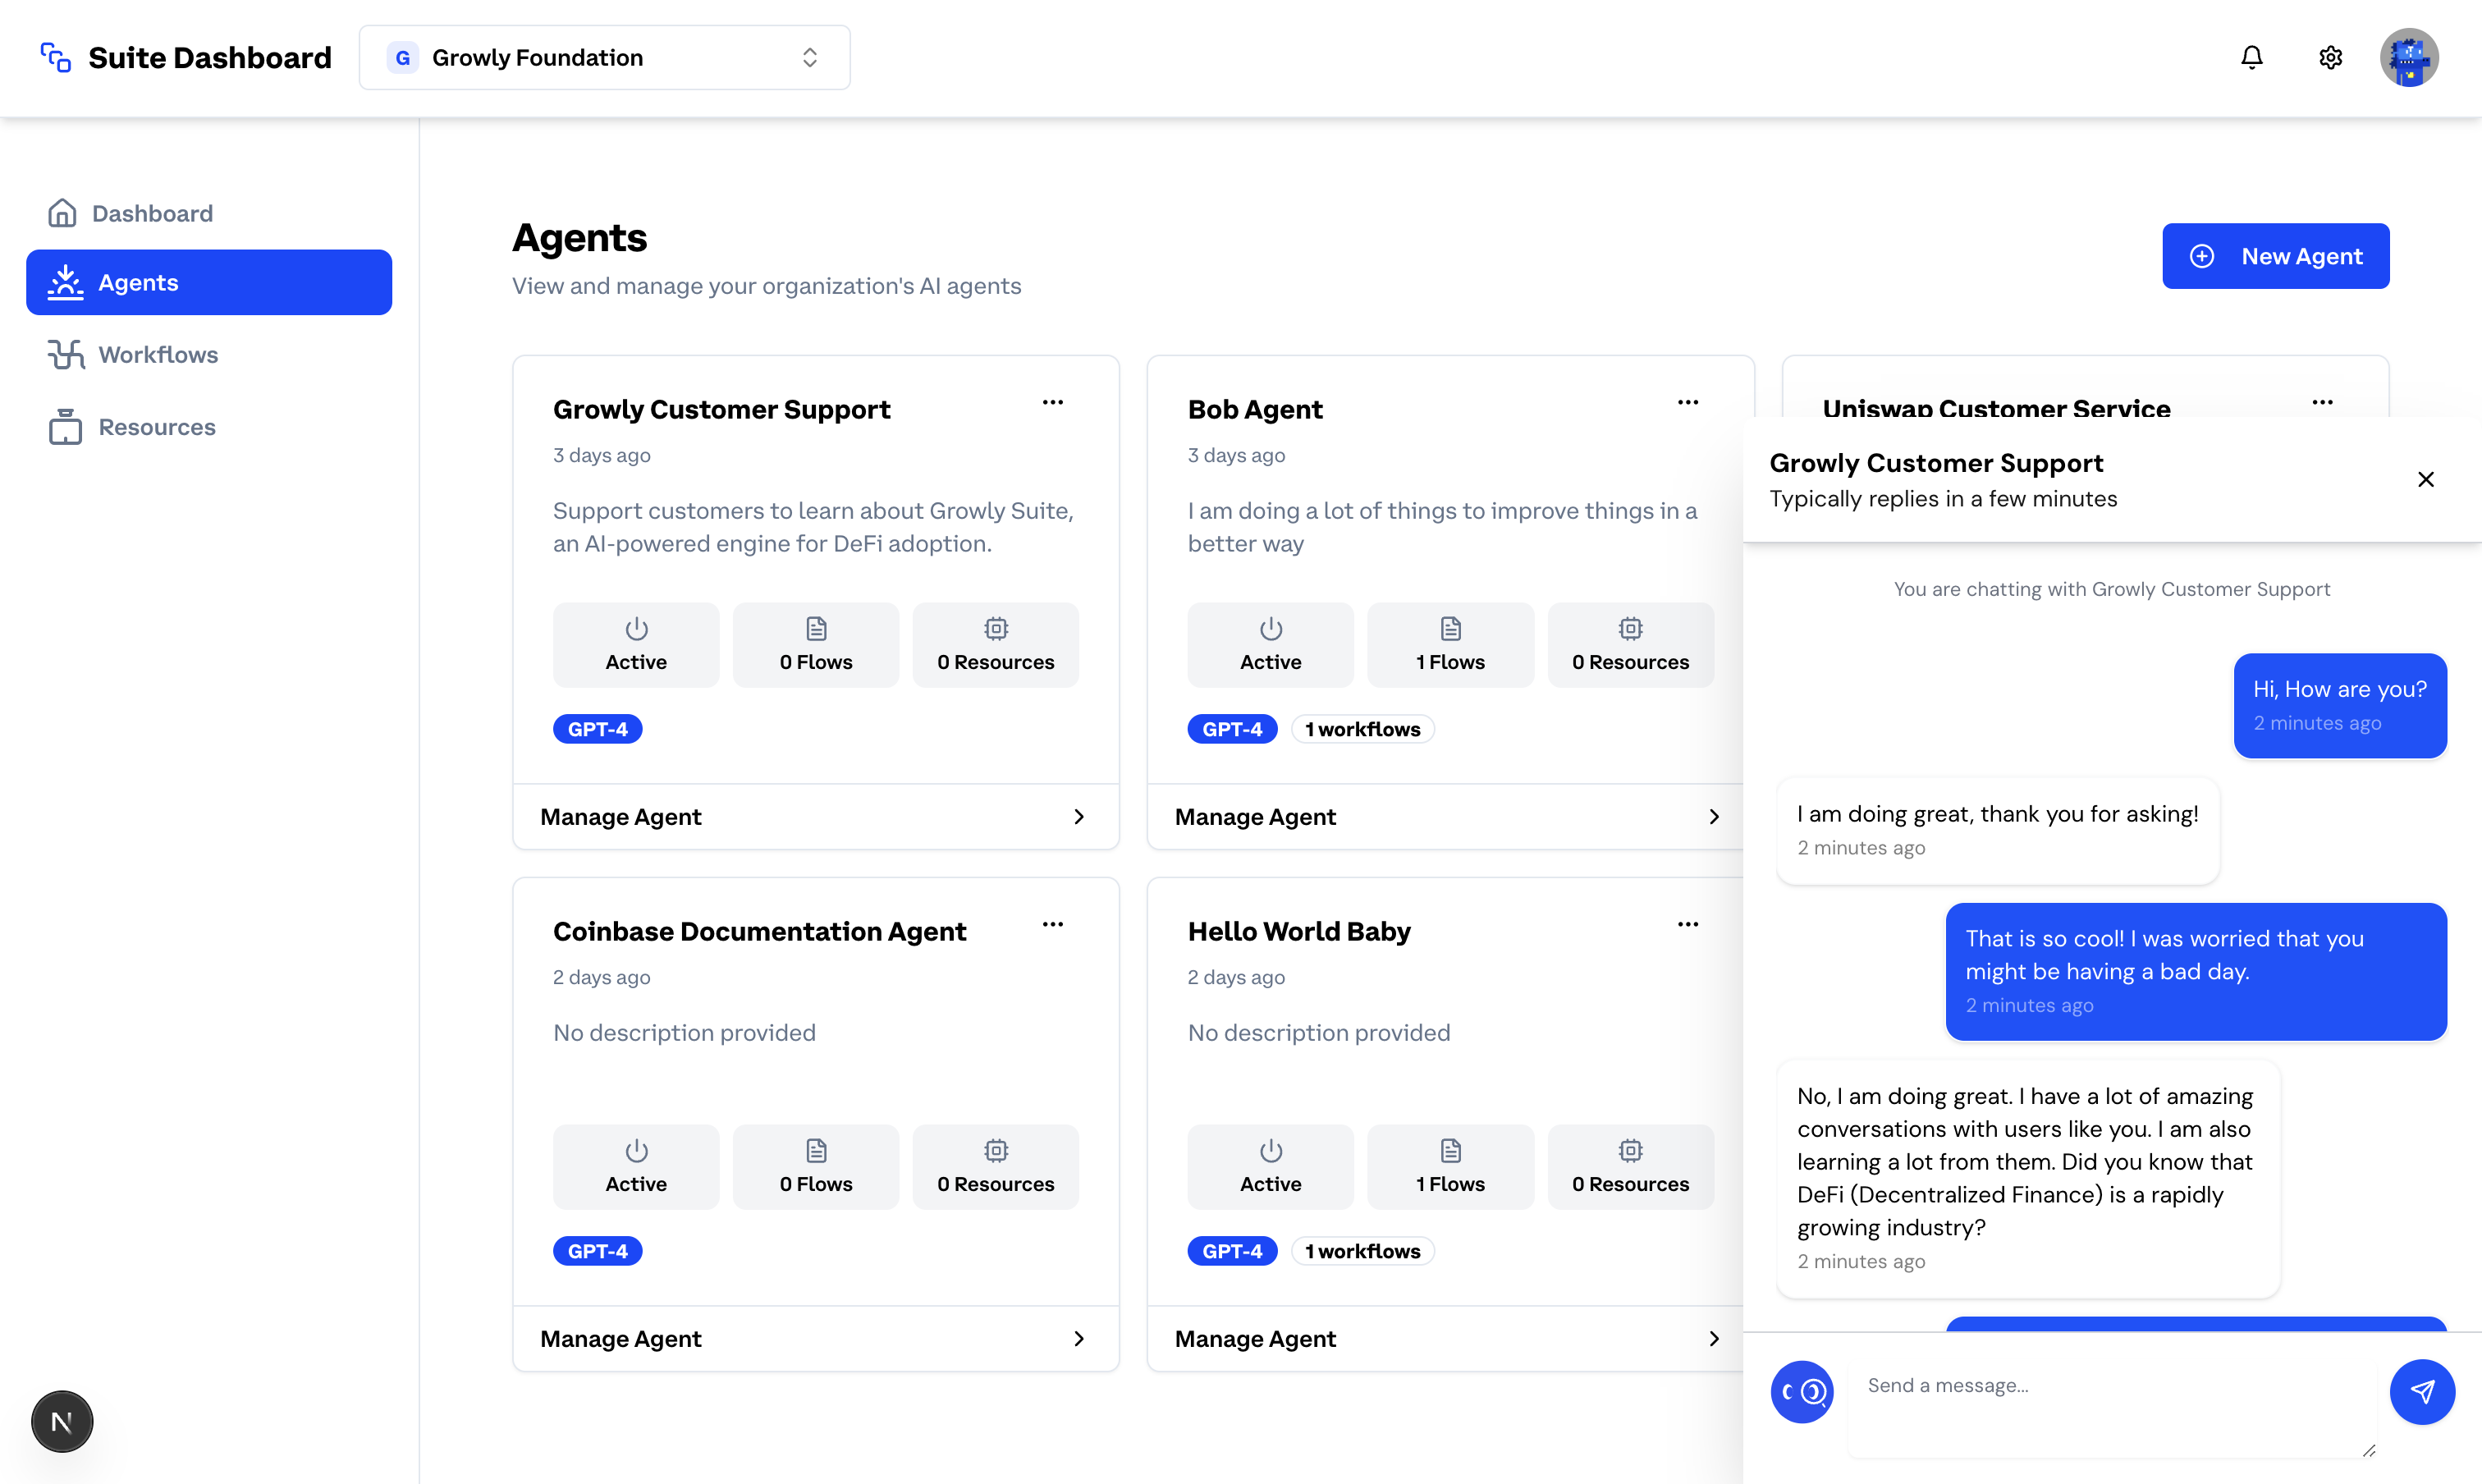 Suite Dashboard
G Growly Foundation
Dashboard
Agents
Workflows
Resources
Agents
View and manage your organization's AI agents
New Agent
Growly Customer Support
3 days ago
Support customers to learn about Growly Suite,
an AI-powered engine for DeFi adoption.
Active
0 Flows
0 Resources
GPT-4
Manage Agent
Bob Agent
3 days ago
I am doing a lot of things to improve things in a
better way
Active
1 Flows
0 Resources
GPT-4
1 workflows
Manage Agent
Uniswap Customer Service
Coinbase Documentation Agent
2 days ago
No description provided
Active
0 Flows
0 Resources
GPT-4
Manage Agent
Hello World Baby
2 days ago
No description provided
Active
1 Flows
0 Resources
GPT-4
1 workflows
Manage Agent
Growly Customer Support
Typically replies in a few minutes
You are chatting with Growly Customer Support
Hi, How are you?
2 minutes ago
I am doing great, thank you for asking!
2 minutes ago
That is so cool! I was worried that you
might be having a bad day.
2 minutes ago
No, I am doing great. I have a lot of amazing
conversations with users like you. I am also
learning a lot from them. Did you know that
DeFi (Decentralized Finance) is a rapidly
growing industry?
2 minutes ago
Send a message...
N